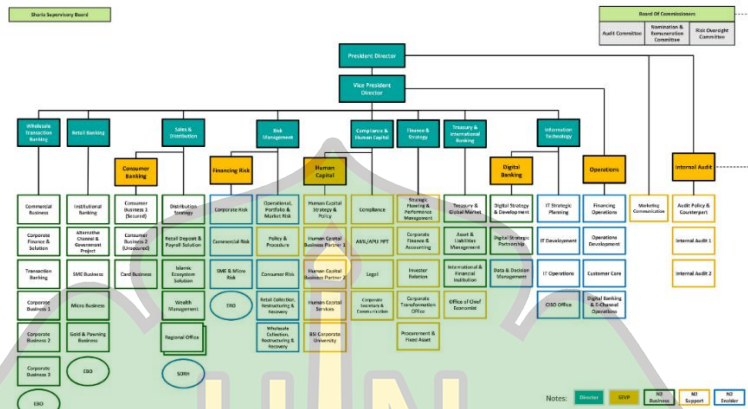 Sharia Supervisory Board
Board Of Commissioners
Audit Committee
Nomination &
Remuneration
Committee
Risk Oversight
Committee
President Director
Vice President
Director
Wholesale
Transaction
Banking
Retail Banking
Sales &
Distribution
Risk
Management
Compliance &
Human Capital
Finance &
Strategy
Treasury &
International
Banking
Information
Technology
Consumer
Banking
Financing Risk
Human
Capital
Digital
Banking
Operations
Internal Audit
Commercial
Business
Institutional
Banking
Consumer
Business 1
(Secured)
Distribution
Strategy
Corporate Risk
Operational,
Portfolio &
Market Risk
Human Capital
Strategy &
Policy
Compliance
Strategic
Planning &
Performance
Management
Treasury &
Global Market
Digital Strategy
& Development
IT Strategic
Planning
Financing
Operations
Marketing
Communication
Audit Policy &
Counterpart
Corporate
Finance &
Solution
Alternative
Channel &
Government
Project
Consumer
Business 2
(Unsecured)
Retail Deposit &
Payroll Solution
Commercial Risk
Policy &
Procedure
Human Capital
Business Partner 1
AML/APU PPT
Corporate
Finance &
Accounting
Asset &
Liabilities
Management
Digital Strategic
Partnership
IT Development
Operations
Development
Internal Audit 1
Transaction
Banking
SME Business
Card Business
Islamic
Ecosystem
Solution
SME & Micro
Risk
Consumer Risk
Human Capital
Business Partner 2
Legal
Investor
Relation
International &
Financial
Institution
Data & Decision
Management
IT Operations
Customer Care
Internal Audit 2
Corporate
Business 1
Micro Business
Wealth
Management
Retail Collection,
Restructuring &
Recovery
Human Capital
Services
Corporate
Secretary &
Communication
Corporate
Transformation
Office
Office of Chief
Economist
CISO Office
Digital Banking
& E-Channel
Operations
Corporate
Business 2
Gold & Pawning
Business
Regional Office
Wholesale
Collection,
Restructuring &
Recovery
BSI Corporate
University
Procurement &
Fixed Asset
Corporate
Business 3
Notes:
Director
SEVP
N2
Business
N2
Support
N2
Enabler